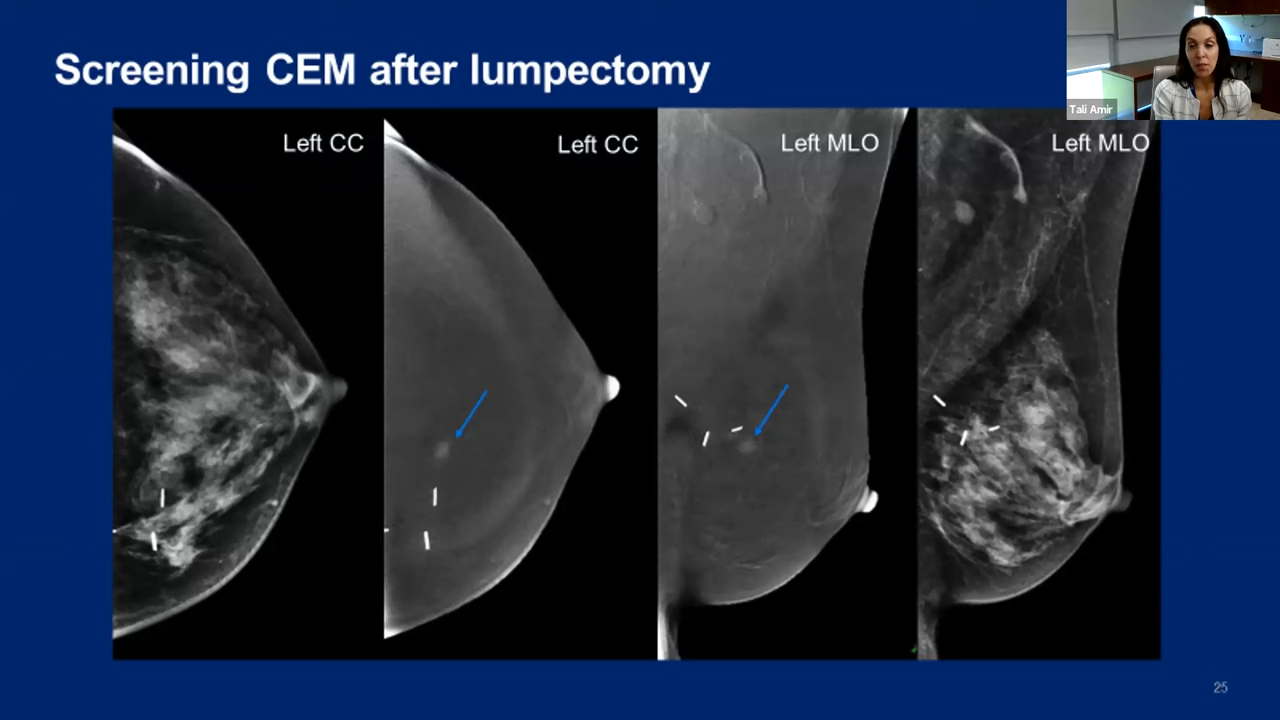 Screening CEM after lumpectomy
Tali Amir
Left CC
Left CC
Left MLO
Left MLO
25